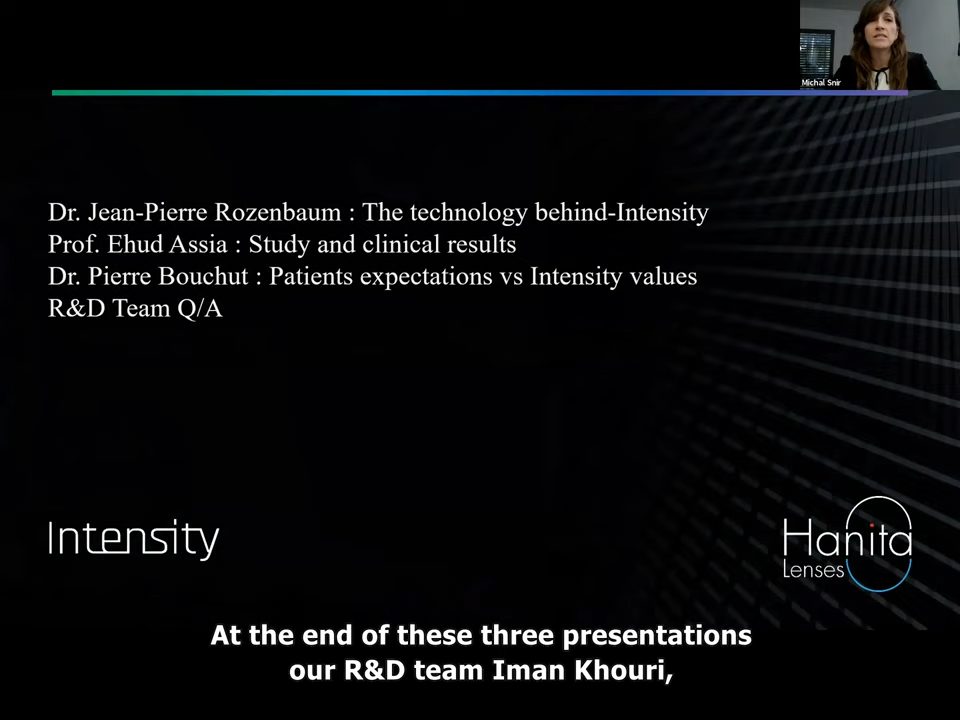 Michal Snir
Dr. Jean-Pierre Rozenbaum : The technology behind-Intensity
Prof. Ehud Assia : Study and clinical results
Dr. Pierre Bouchut : Patients expectations vs Intensity values
R&D Team Q/A
Intensity
Hanita
Lenses
At the end of these three presentations
our R&D team Iman Khouri,